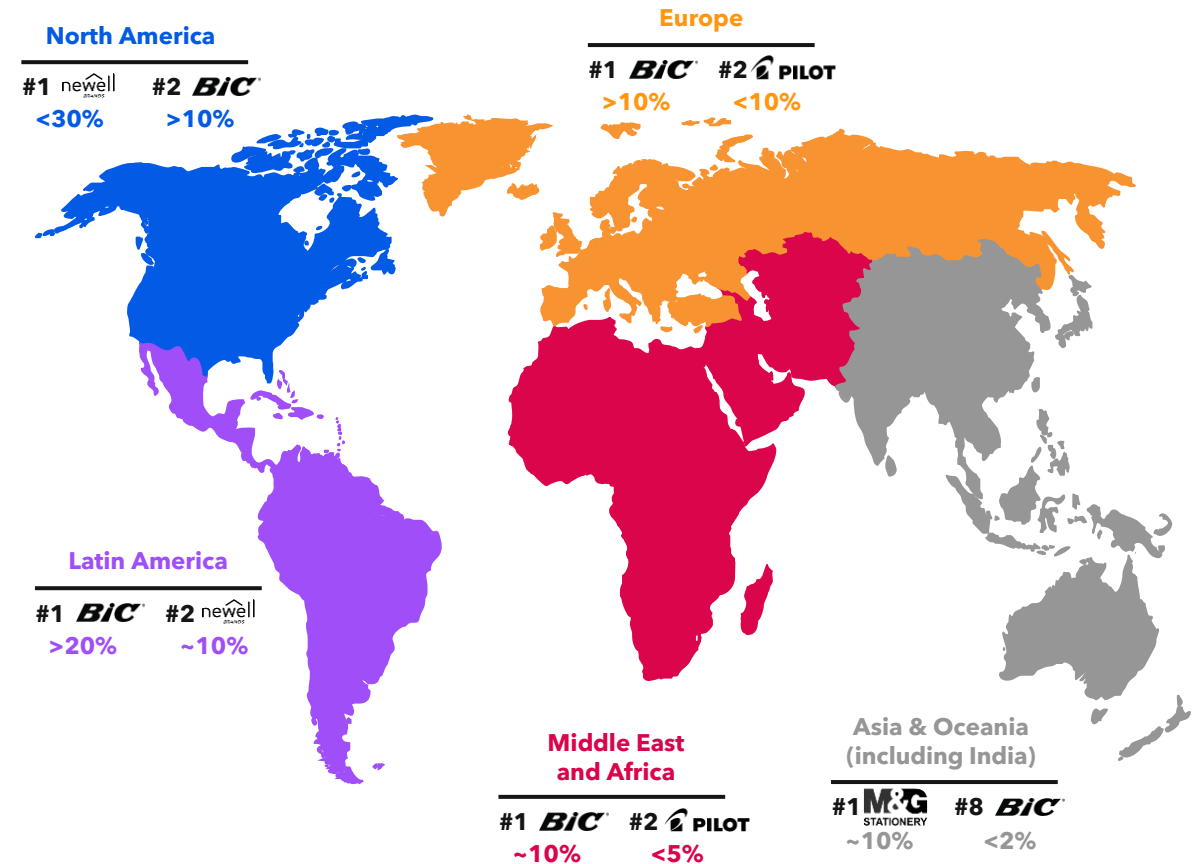 North America
#1 newell BRANDS #2 BiC®
<30% >10%
Europe
#1 BiC® #2 PILOT
>10% <10%
Latin America
#1 BiC® #2 newell BRANDS
>20% ~10%
Middle East
and Africa
#1 BiC® #2 PILOT
~10% <5%
Asia & Oceania
(including India)
#1 M&G STATIONERY #8 BiC®
~10% <2%